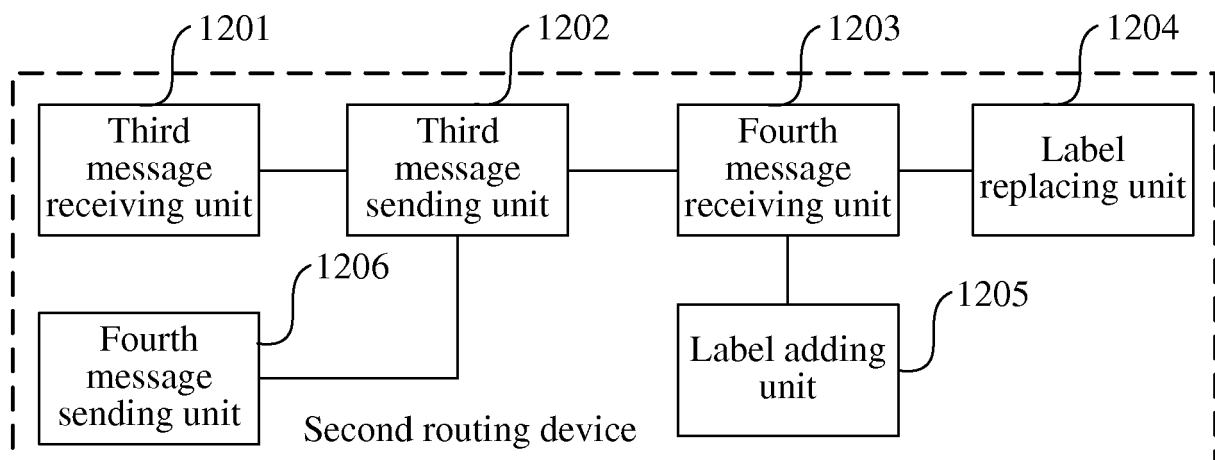 1201
1202
1203
1204
Third
message
receiving unit
Third
message
sending unit
Fourth
message
receiving unit
Label
replacing unit
1206
1205
Fourth
message
sending unit
Label adding
unit
Second routing device